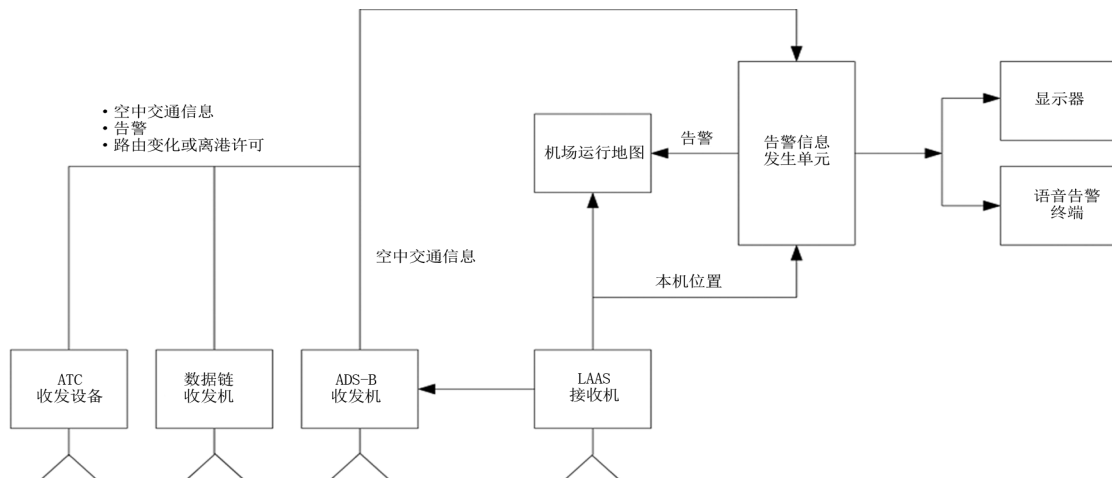 • 空中交通信息
• 告警
• 路由变化或离港许可
机场运行地图
告警
告警信息
发生单元
显示器
语音告警
终端
空中交通信息
本机位置
ATC
收发设备
数据链
收发机
ADS-B
收发机
LAAS
接收机